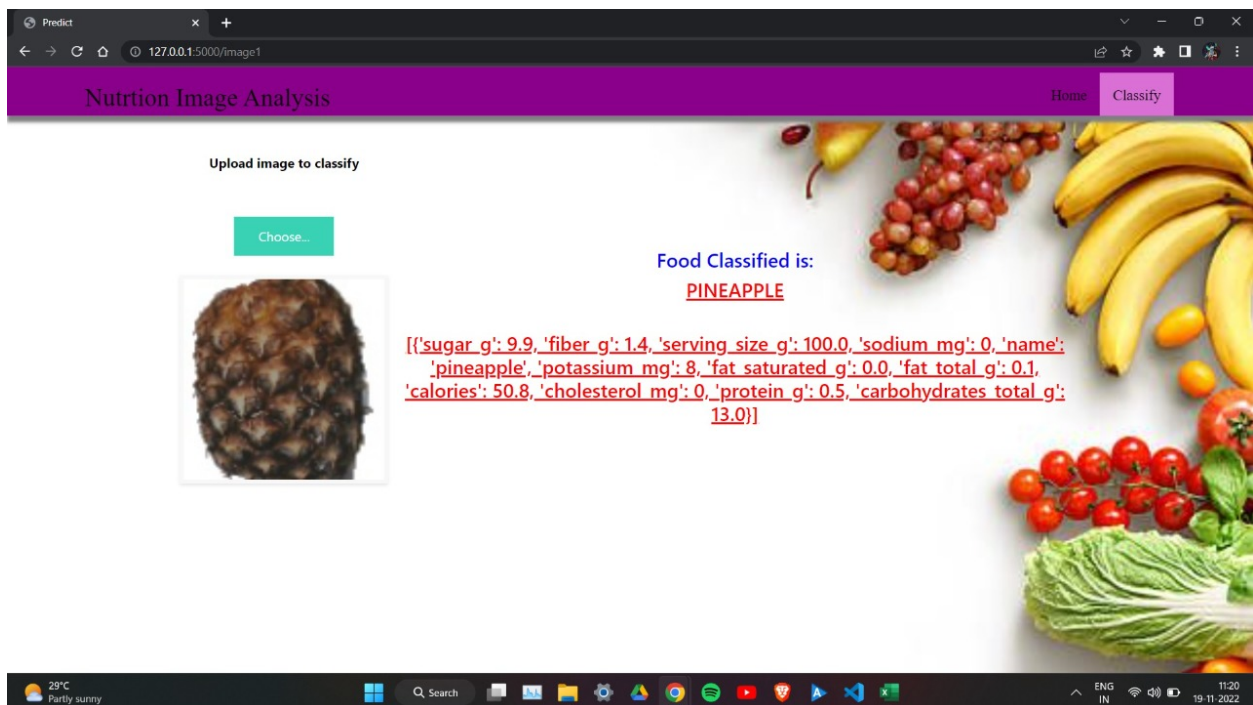 Predict
127.0.0.1:5000/image1
Nutrtion Image Analysis
Home
Classify
Upload image to classify
Choose...
Food Classified is:
PINEAPPLE
[{'sugar_g': 9.9, 'fiber_g': 1.4, 'serving_size_g': 100.0, 'sodium_mg': 0, 'name':
'pineapple', 'potassium_mg': 8, 'fat_saturated_g': 0.0, 'fat_total_g': 0.1,
'calories': 50.8, 'cholesterol_mg': 0, 'protein_g': 0.5, 'carbohydrates_total_g':
13.0}]
29°C
Partly sunny
Search
ENG
IN
11:20
19-11-2022